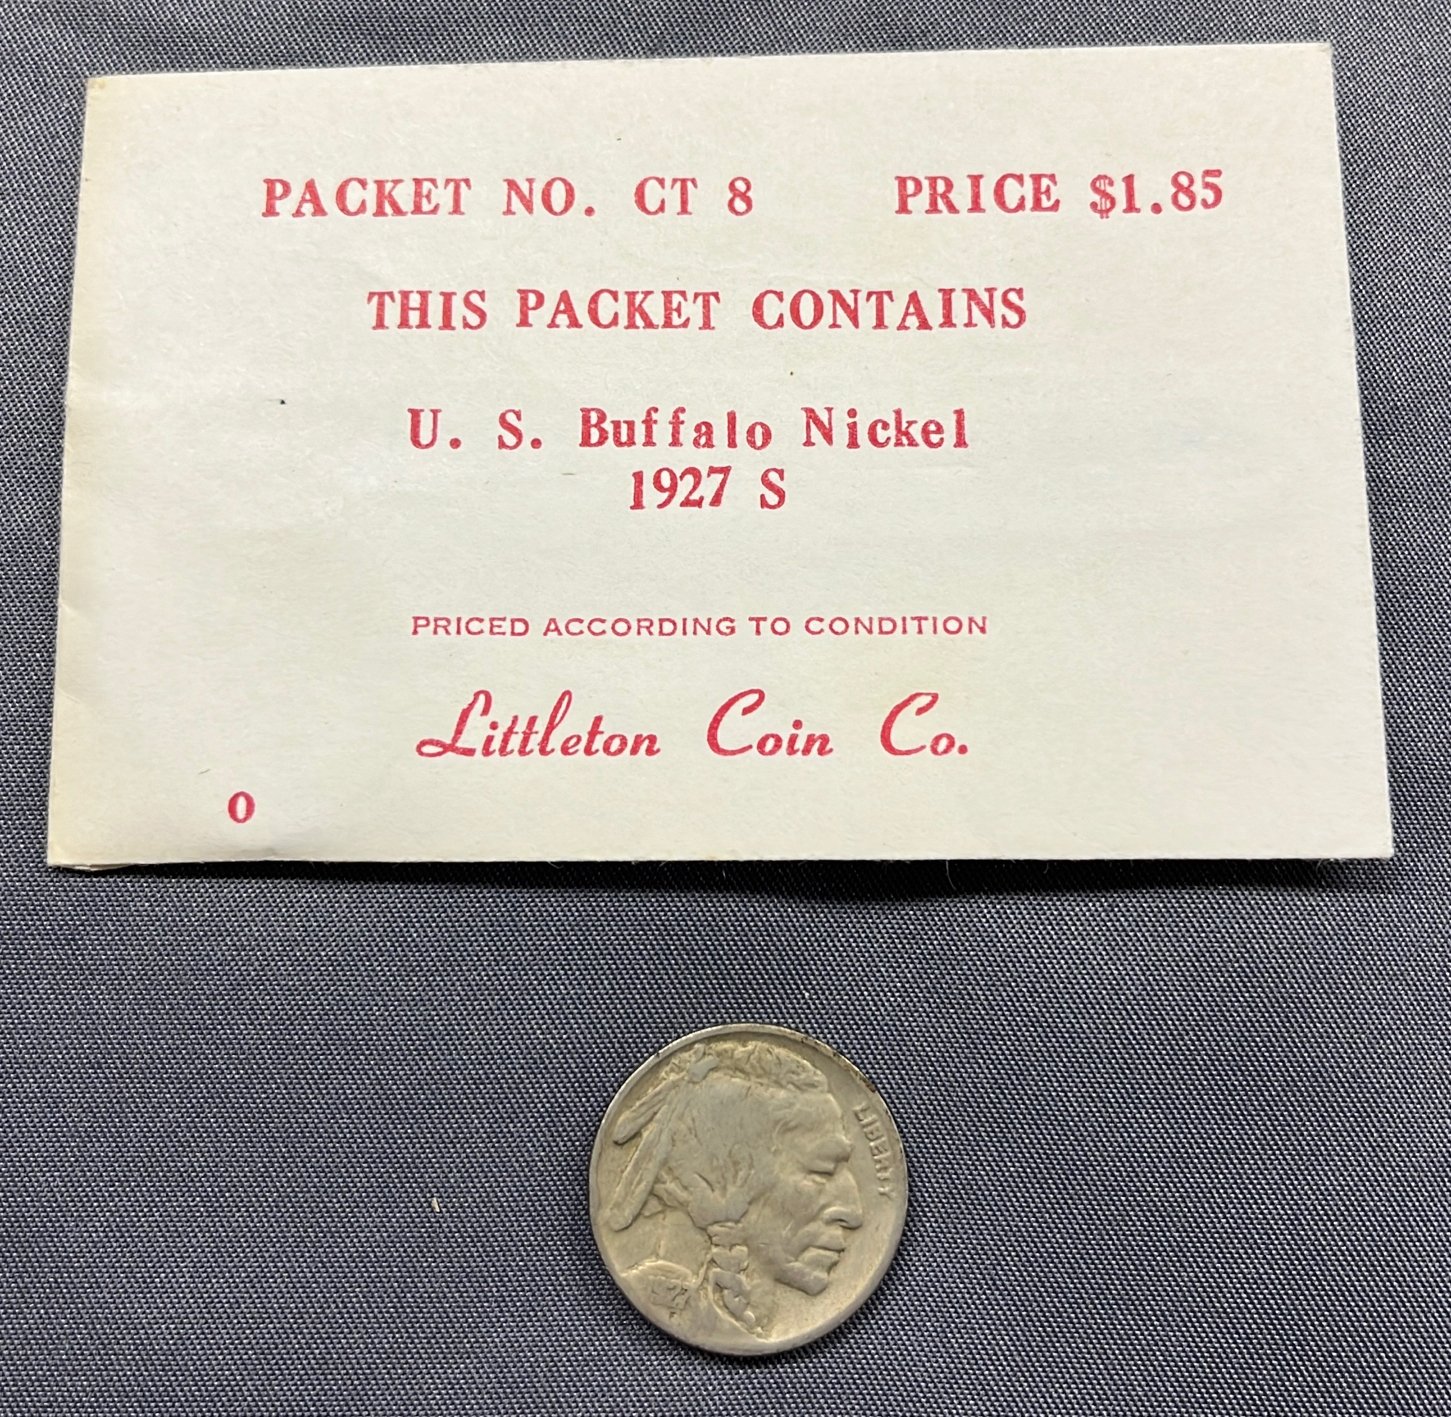 PACKET NO. CT 8 PRICE $1.85
THIS PACKET CONTAINS
U. S. Buffalo Nickel
1927 S
PRICED ACCORDING TO CONDITION
Littleton Coin Co.
O
LIBERTY